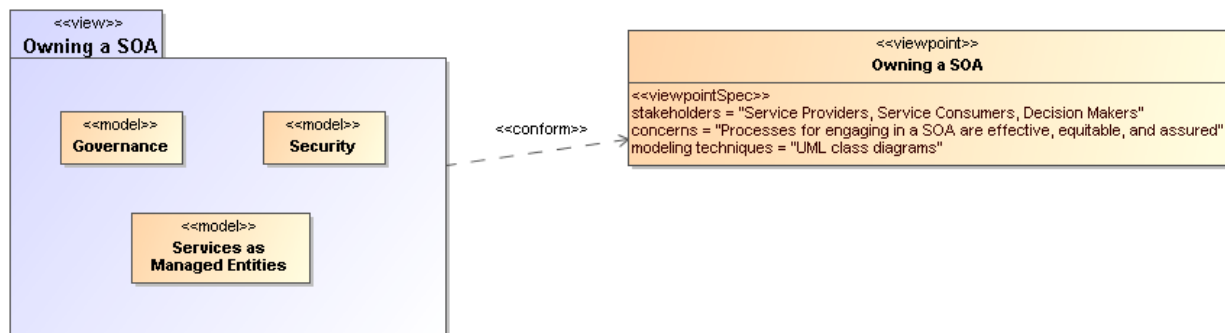 <<view>>
Owning a SOA
<<model>>
Governance
<<model>>
Security
<<model>>
Services as
Managed Entities
<<conform>>
<<viewpoint>>
Owning a SOA
<<viewpointSpec>>
stakeholders = "Service Providers, Service Consumers, Decision Makers"
concerns = "Processes for engaging in a SOA are effective, equitable, and assured"
modeling techniques = "UML class diagrams"